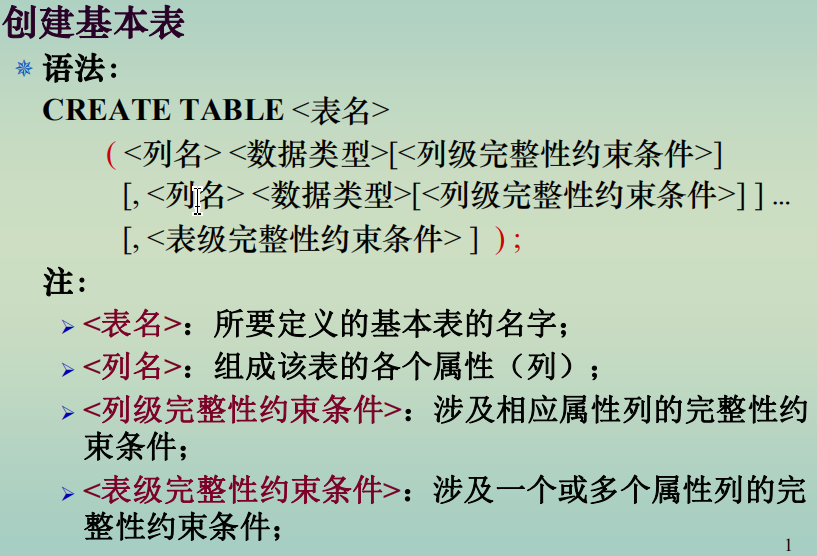 创建基本表
语法：
CREATE TABLE <表名>
( <列名> <数据类型>[<列级完整性约束条件>]
[, <列名> <数据类型>[<列级完整性约束条件>] ] ...
[, <表级完整性约束条件> ] ) ;
注：
<表名>：所要定义的基本表的名字；
<列名>：组成该表的各个属性（列）；
<列级完整性约束条件>：涉及相应属性列的完整性约
束条件；
<表级完整性约束条件>：涉及一个或多个属性列的完
整性约束条件；
1